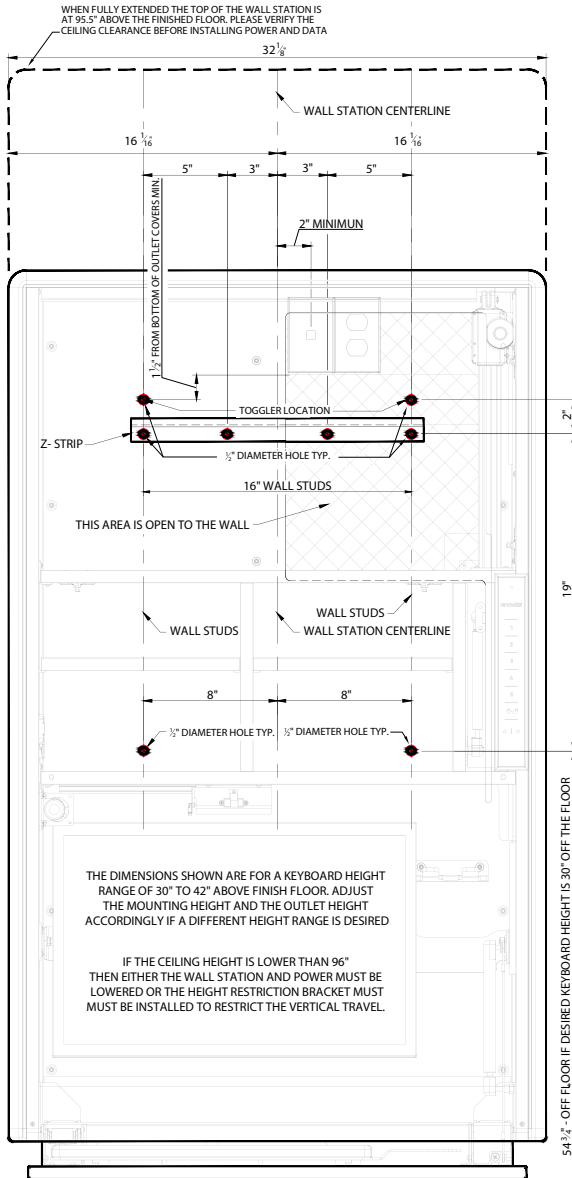 WHEN FULLY EXTENDED THE TOP OF THE WALL STATION IS
AT 95.5" ABOVE THE FINISHED FLOOR. PLEASE VERIFY THE
CEILING CLEARANCE BEFORE INSTALLING POWER AND DATA
32 1/8"
WALL STATION CENTERLINE
16 1/16" 16 1/16"
5" 3" 3" 5"
1 1/2" FROM BOTTOM OF OUTLET COVERS MIN.
2" MINIMUN
TOGGLER LOCATION
2"
Z- STRIP
1/2" DIAMETER HOLE TYP.
16" WALL STUDS
THIS AREA IS OPEN TO THE WALL
19"
WALL STUDS
WALL STUDS
WALL STATION CENTERLINE
8" 8"
1/2" DIAMETER HOLE TYP. 1/2" DIAMETER HOLE TYP.
THE DIMENSIONS SHOWN ARE FOR A KEYBOARD HEIGHT
RANGE OF 30" TO 42" ABOVE FINISH FLOOR. ADJUST
THE MOUNTING HEIGHT AND THE OUTLET HEIGHT
ACCORDINGLY IF A DIFFERENT HEIGHT RANGE IS DESIRED
IF THE CEILING HEIGHT IS LOWER THAN 96"
THEN EITHER THE WALL STATION AND POWER MUST BE
LOWERED OR THE HEIGHT RESTRICTION BRACKET MUST
MUST BE INSTALLED TO RESTRICT THE VERTICAL TRAVEL.
54 3/4" - OFF FLOOR IF DESIRED KEYBOARD HEIGHT IS 30" OFF THE FLOOR